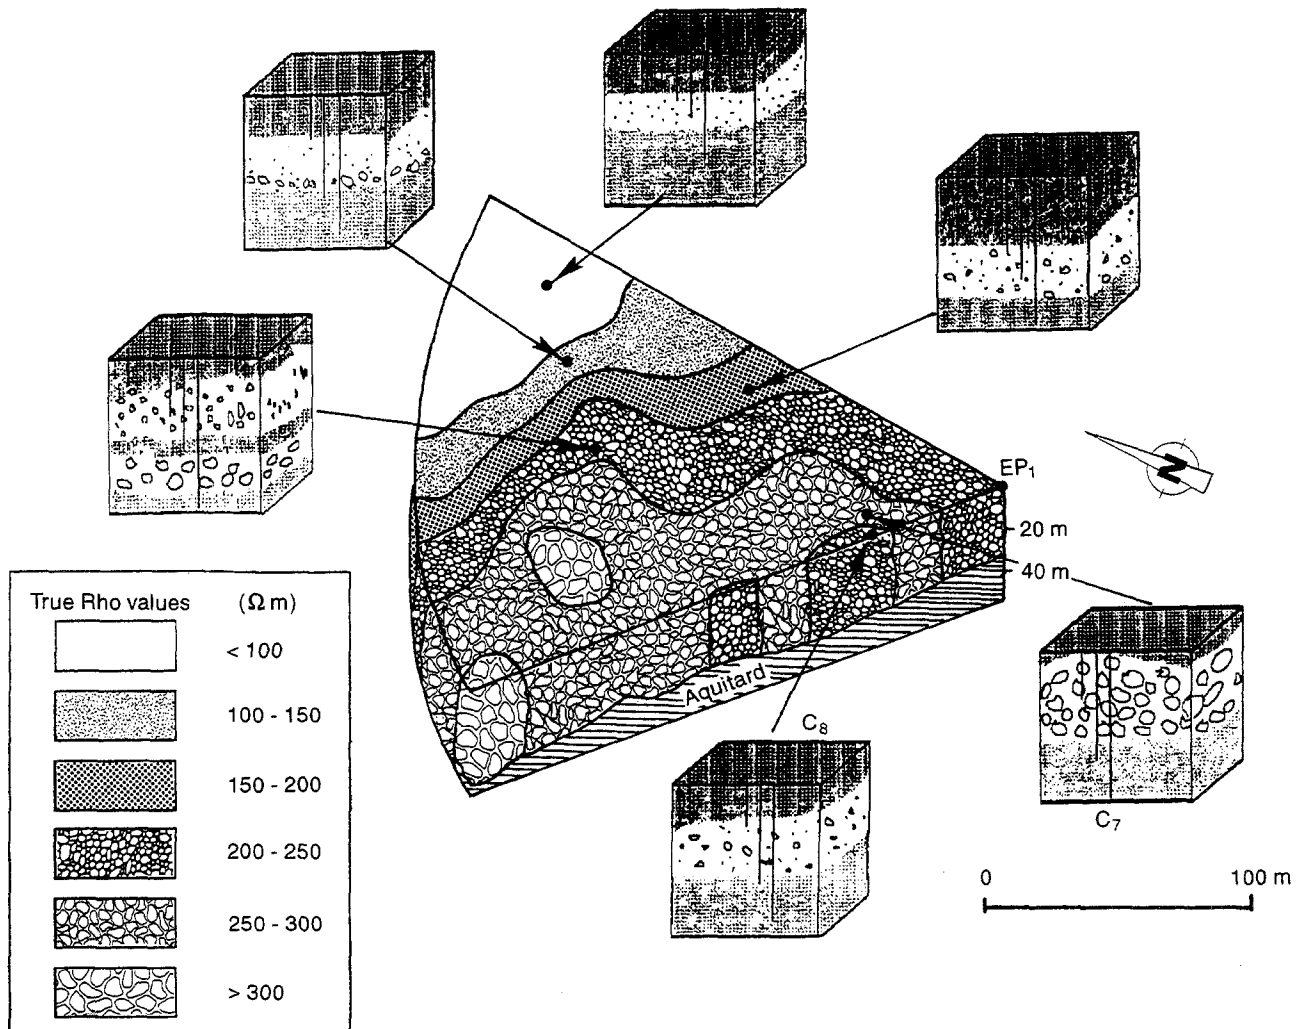 N
EP₁
20 m
40 m
True Rho values (Ω m)
< 100
100 - 150
150 - 200
200 - 250
250 - 300
> 300
Aquitard
C₈
C₇
0 100 m